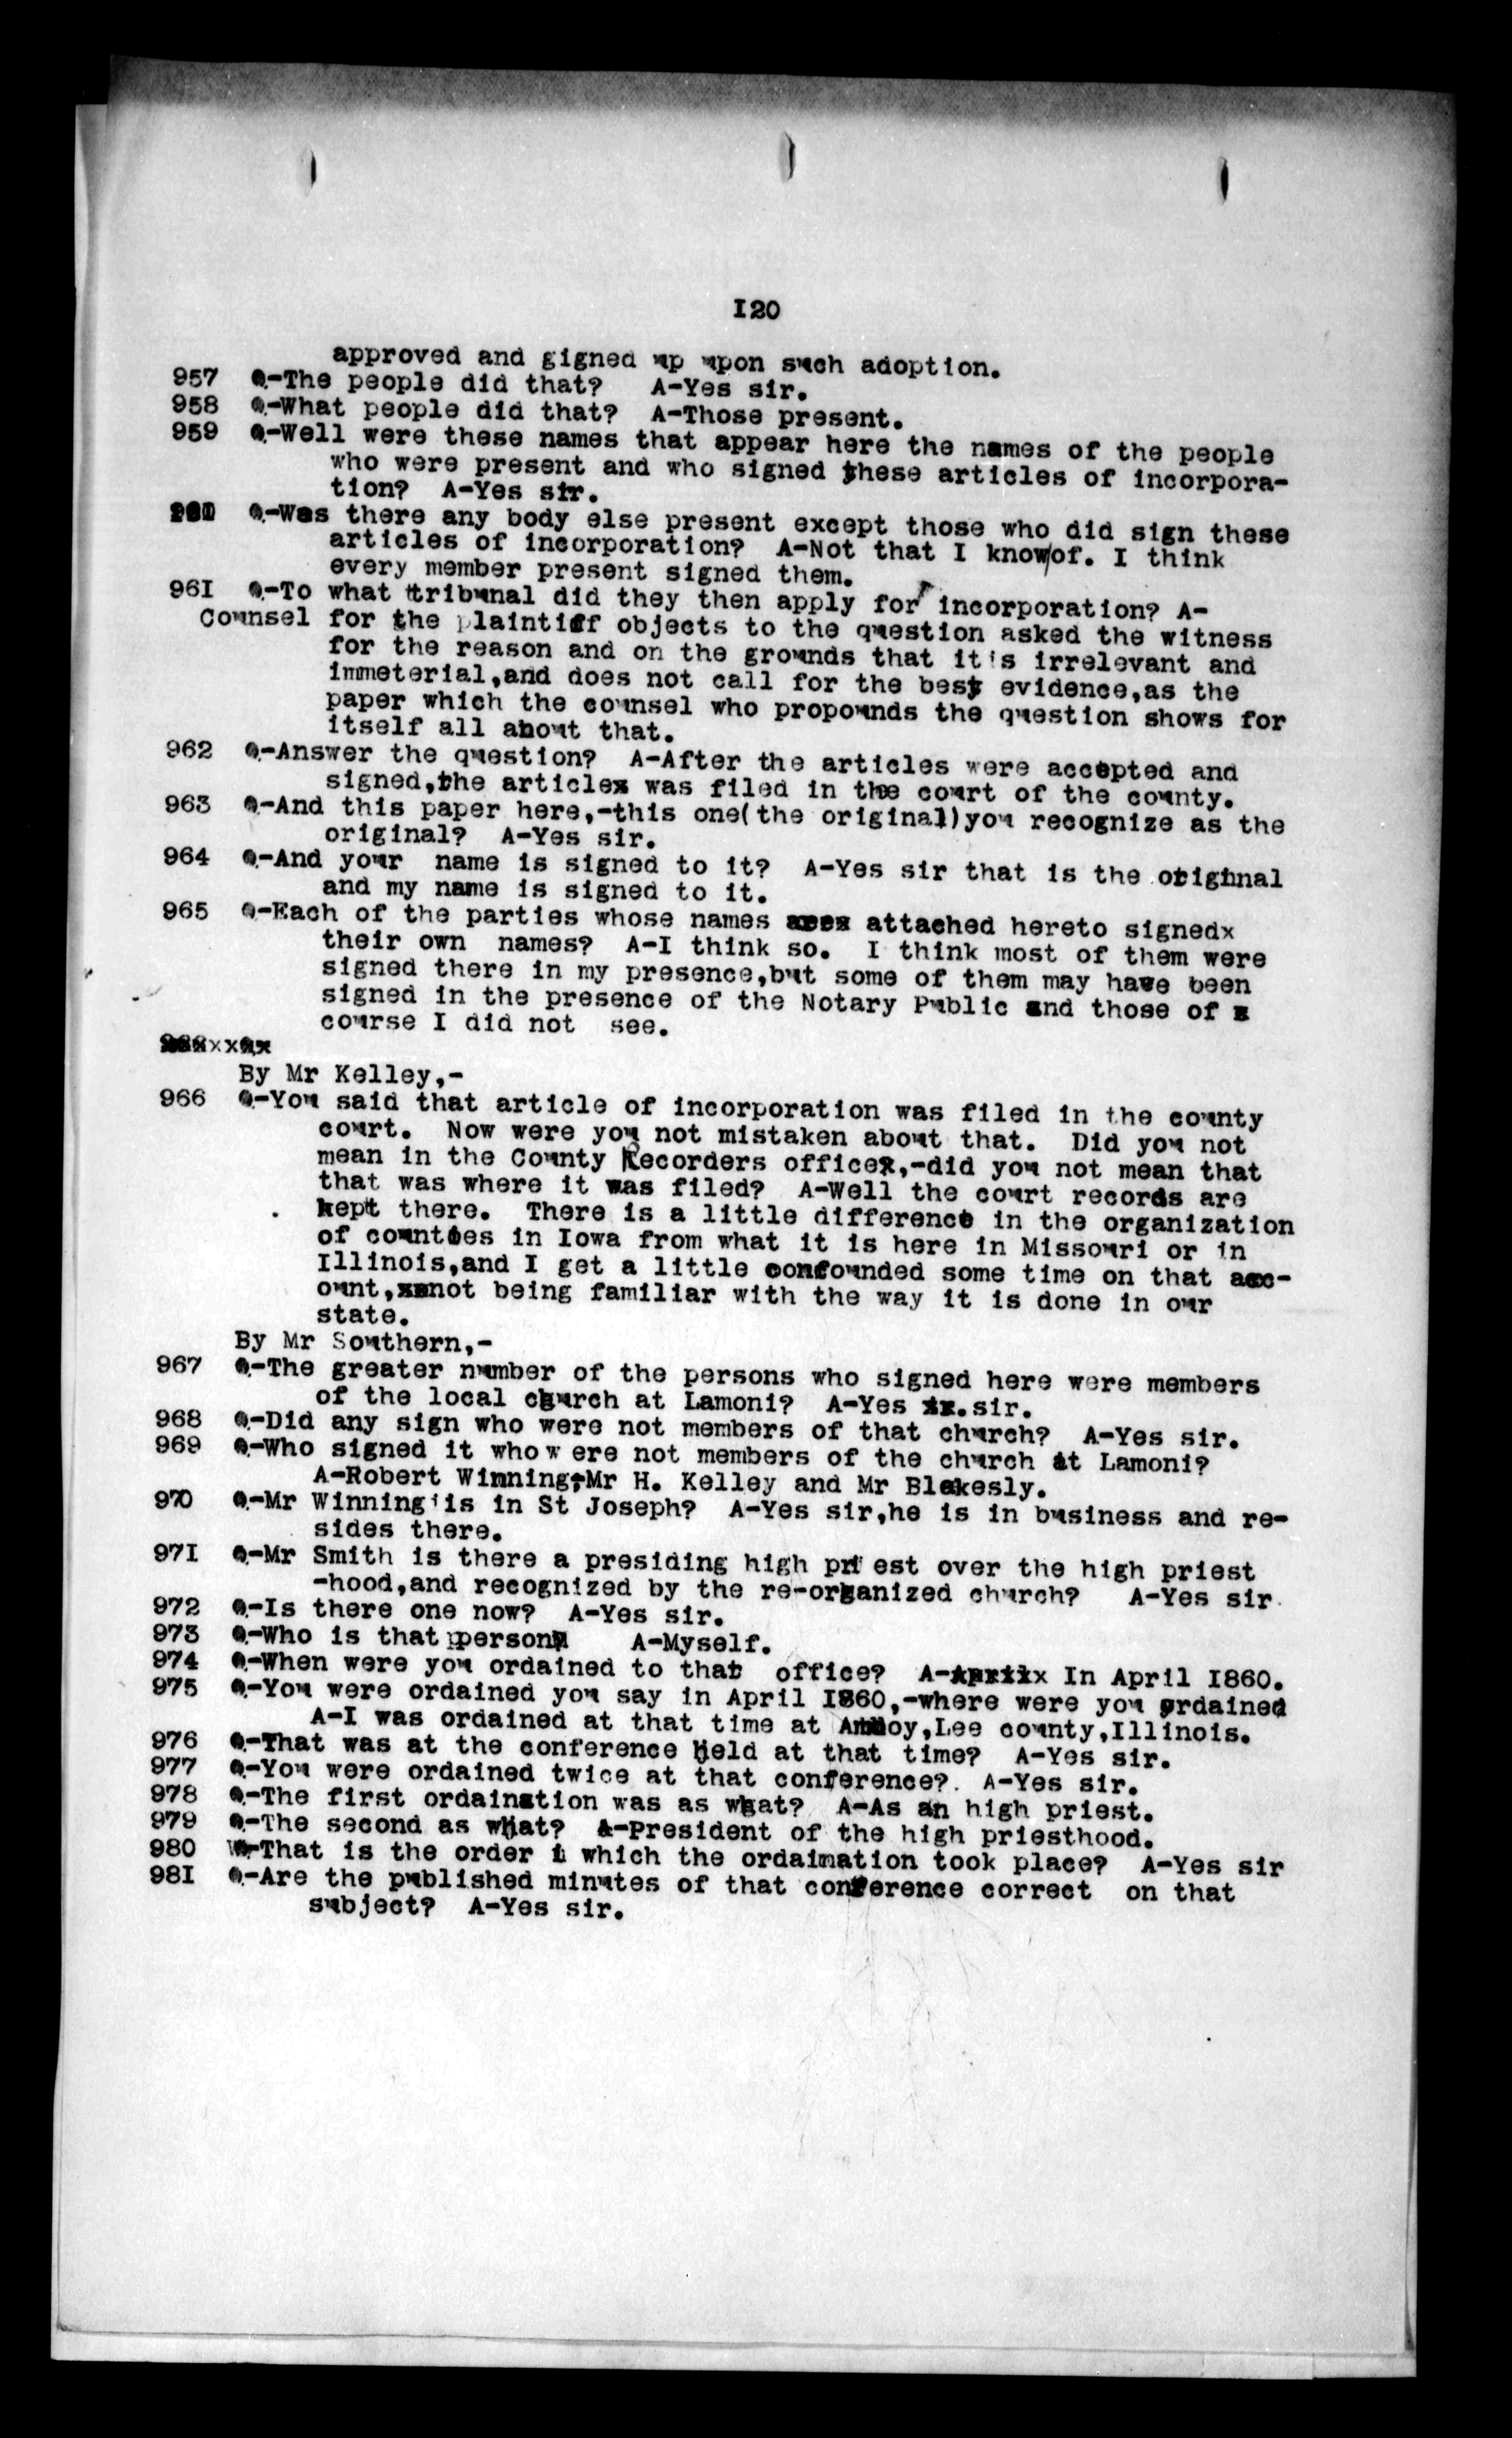 I20
approved and gigned up upon such adoption.
957 Q-The people did that? A-Yes sir.
958 Q-What people did that? A-Those present.
959 Q-Well were these names that appear here the names of the people
who were present and who signed these articles of incorpora-
tion? A-Yes sir.
960 Q-Was there any body else present except those who did sign these
articles of incorporation? A-Not that I know/of. I think
every member present signed them.
96I Q-To what tribunal did they then apply for incorporation? A-
Counsel for the plaintiff objects to the question asked the witness
for the reason and on the grounds that it is irrelevant and
immeterial,and does not call for the best evidence,as the
paper which the counsel who propounds the question shows for
itself all about that.
962 Q-Answer the question? A-After the articles were accepted and
signed,the articles was filed in the court of the county.
963 Q-And this paper here,-this one(the original)you recognize as the
original? A-Yes sir.
964 Q-And your name is signed to it? A-Yes sir that is the original
and my name is signed to it.
965 Q-Each of the parties whose names are attached hereto signedx
their own names? A-I think so. I think most of them were
signed there in my presence,but some of them may have been
signed in the presence of the Notary Public and those of x
course I did not see.
By Mr Kelley,-
966 Q-You said that article of incorporation was filed in the county
court. Now were you not mistaken about that. Did you not
mean in the County Recorders officex,-did you not mean that
that was where it was filed? A-Well the court records are
kept there. There is a little difference in the organization
of counties in Iowa from what it is here in Missouri or in
Illinois,and I get a little confounded some time on that acc-
ount,xxnot being familiar with the way it is done in our
state.
By Mr Southern,-
967 Q-The greater number of the persons who signed here were members
of the local church at Lamoni? A-Yes xx.sir.
968 Q-Did any sign who were not members of that church? A-Yes sir.
969 Q-Who signed it who w ere not members of the church at Lamoni?
A-Robert Winning,Mr H. Kelley and Mr Blakesly.
970 Q-Mr Winning is in St Joseph? A-Yes sir,he is in business and re-
sides there.
97I Q-Mr Smith is there a presiding high pri est over the high priest
-hood,and recognized by the re-organized church? A-Yes sir.
972 Q-Is there one now? A-Yes sir.
973 Q-Who is that person? A-Myself.
974 Q-When were you ordained to that office? A-Aprilx In April I860.
975 Q-You were ordained you say in April I860,-where were you ordained
A-I was ordained at that time at Amboy,Lee county,Illinois.
976 Q-That was at the conference held at that time? A-Yes sir.
977 Q-You were ordained twice at that conference?. A-Yes sir.
978 Q-The first ordaination was as what? A-As an high priest.
979 Q-The second as what? A-President of the high priesthood.
980 Q-That is the order i which the ordaination took place? A-Yes sir
98I Q-Are the published minutes of that conference correct on that
subject? A-Yes sir.